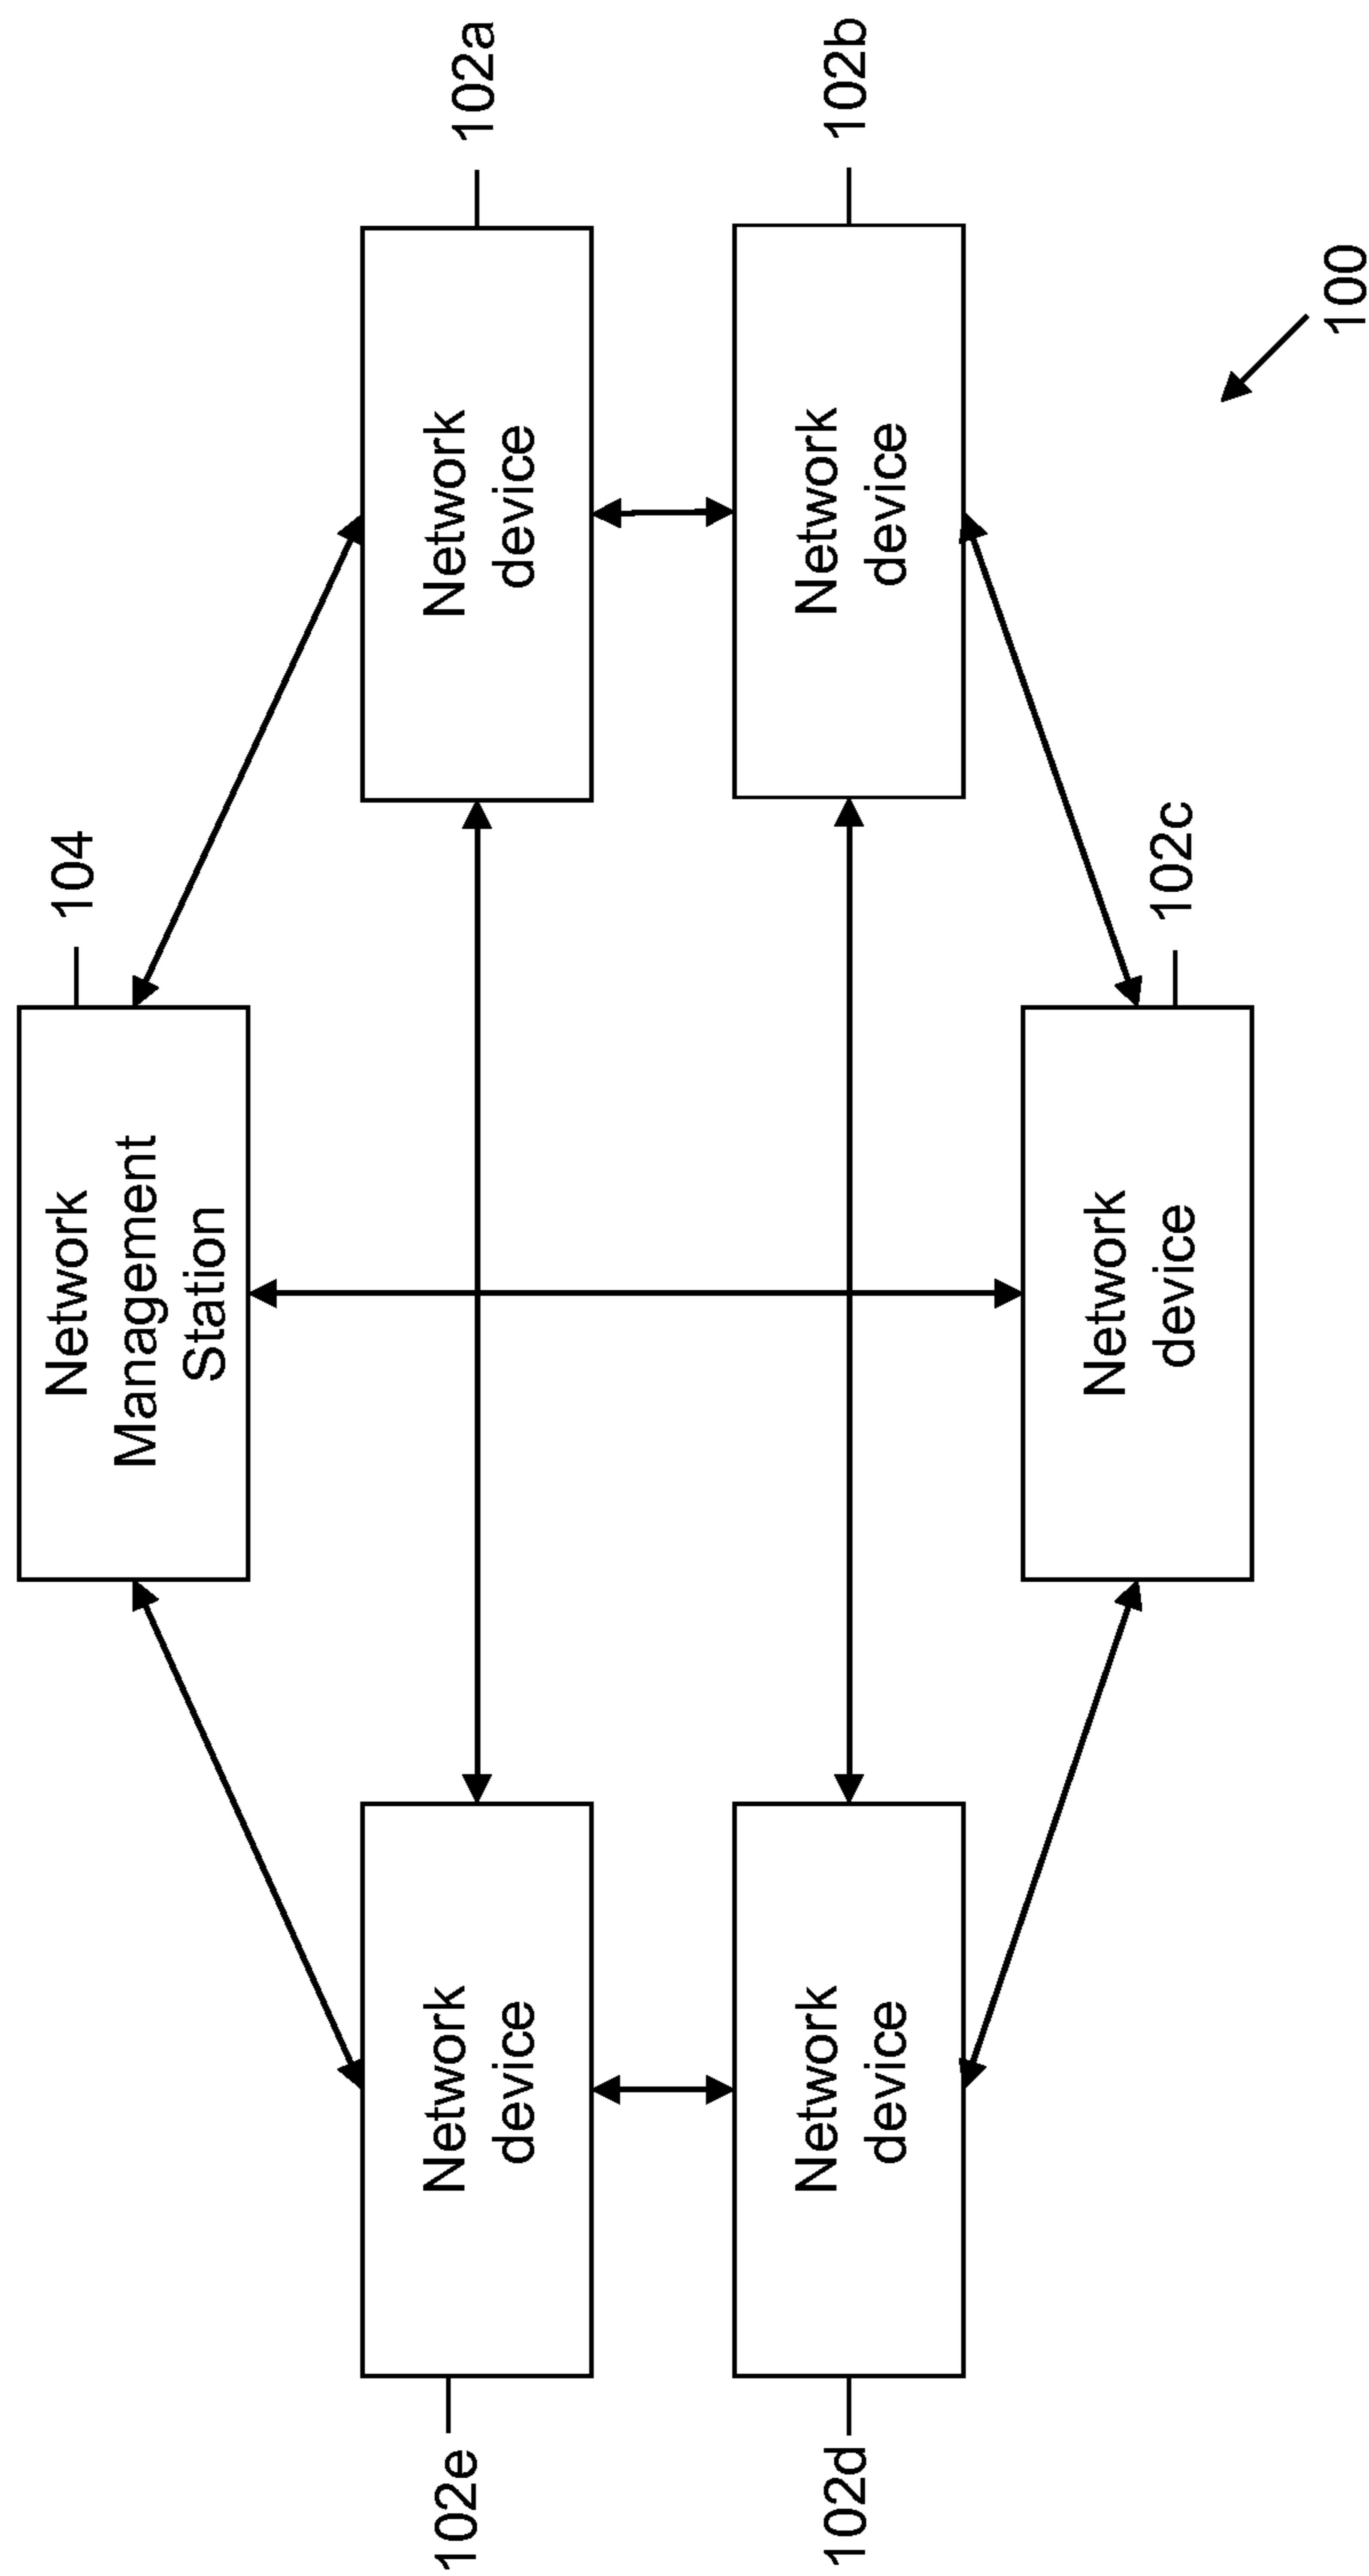 Network
Management
Station
104
102e
Network
device
Network
device
102a
102d
Network
device
Network
device
102b
Network
device
102c
100